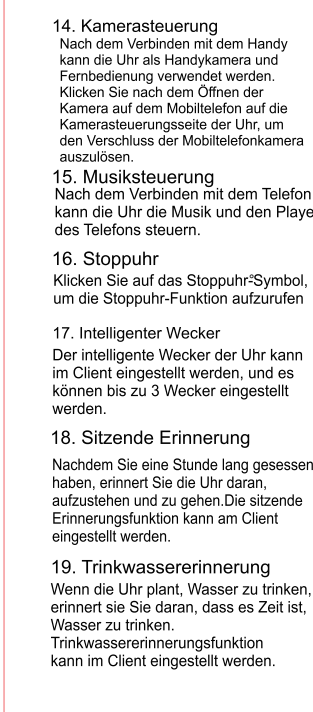 14. Kamerasteuerung
Nach dem Verbinden mit dem Handy
kann die Uhr als Handykamera und
Fernbedienung verwendet werden.
Klicken Sie nach dem Öffnen der
Kamera auf dem Mobiltelefon auf die
Kamerasteuerungsseite der Uhr, um
den Verschluss der Mobiltelefonkamera
auszulösen.
15. Musiksteuerung
Nach dem Verbinden mit dem Telefon
kann die Uhr die Musik und den Playe
des Telefons steuern.
16. Stoppuhr
Klicken Sie auf das Stoppuhr-Symbol,
um die Stoppuhr-Funktion aufzurufen
17. Intelligenter Wecker
Der intelligente Wecker der Uhr kann
im Client eingestellt werden, und es
können bis zu 3 Wecker eingestellt
werden.
18. Sitzende Erinnerung
Nachdem Sie eine Stunde lang gesessen
haben, erinnert Sie die Uhr daran,
aufzustehen und zu gehen.Die sitzende
Erinnerungsfunktion kann am Client
eingestellt werden.
19. Trinkwassererinnerung
Wenn die Uhr plant, Wasser zu trinken,
erinnert sie Sie daran, dass es Zeit ist,
Wasser zu trinken.
Trinkwassererinnerungsfunktion
kann im Client eingestellt werden.